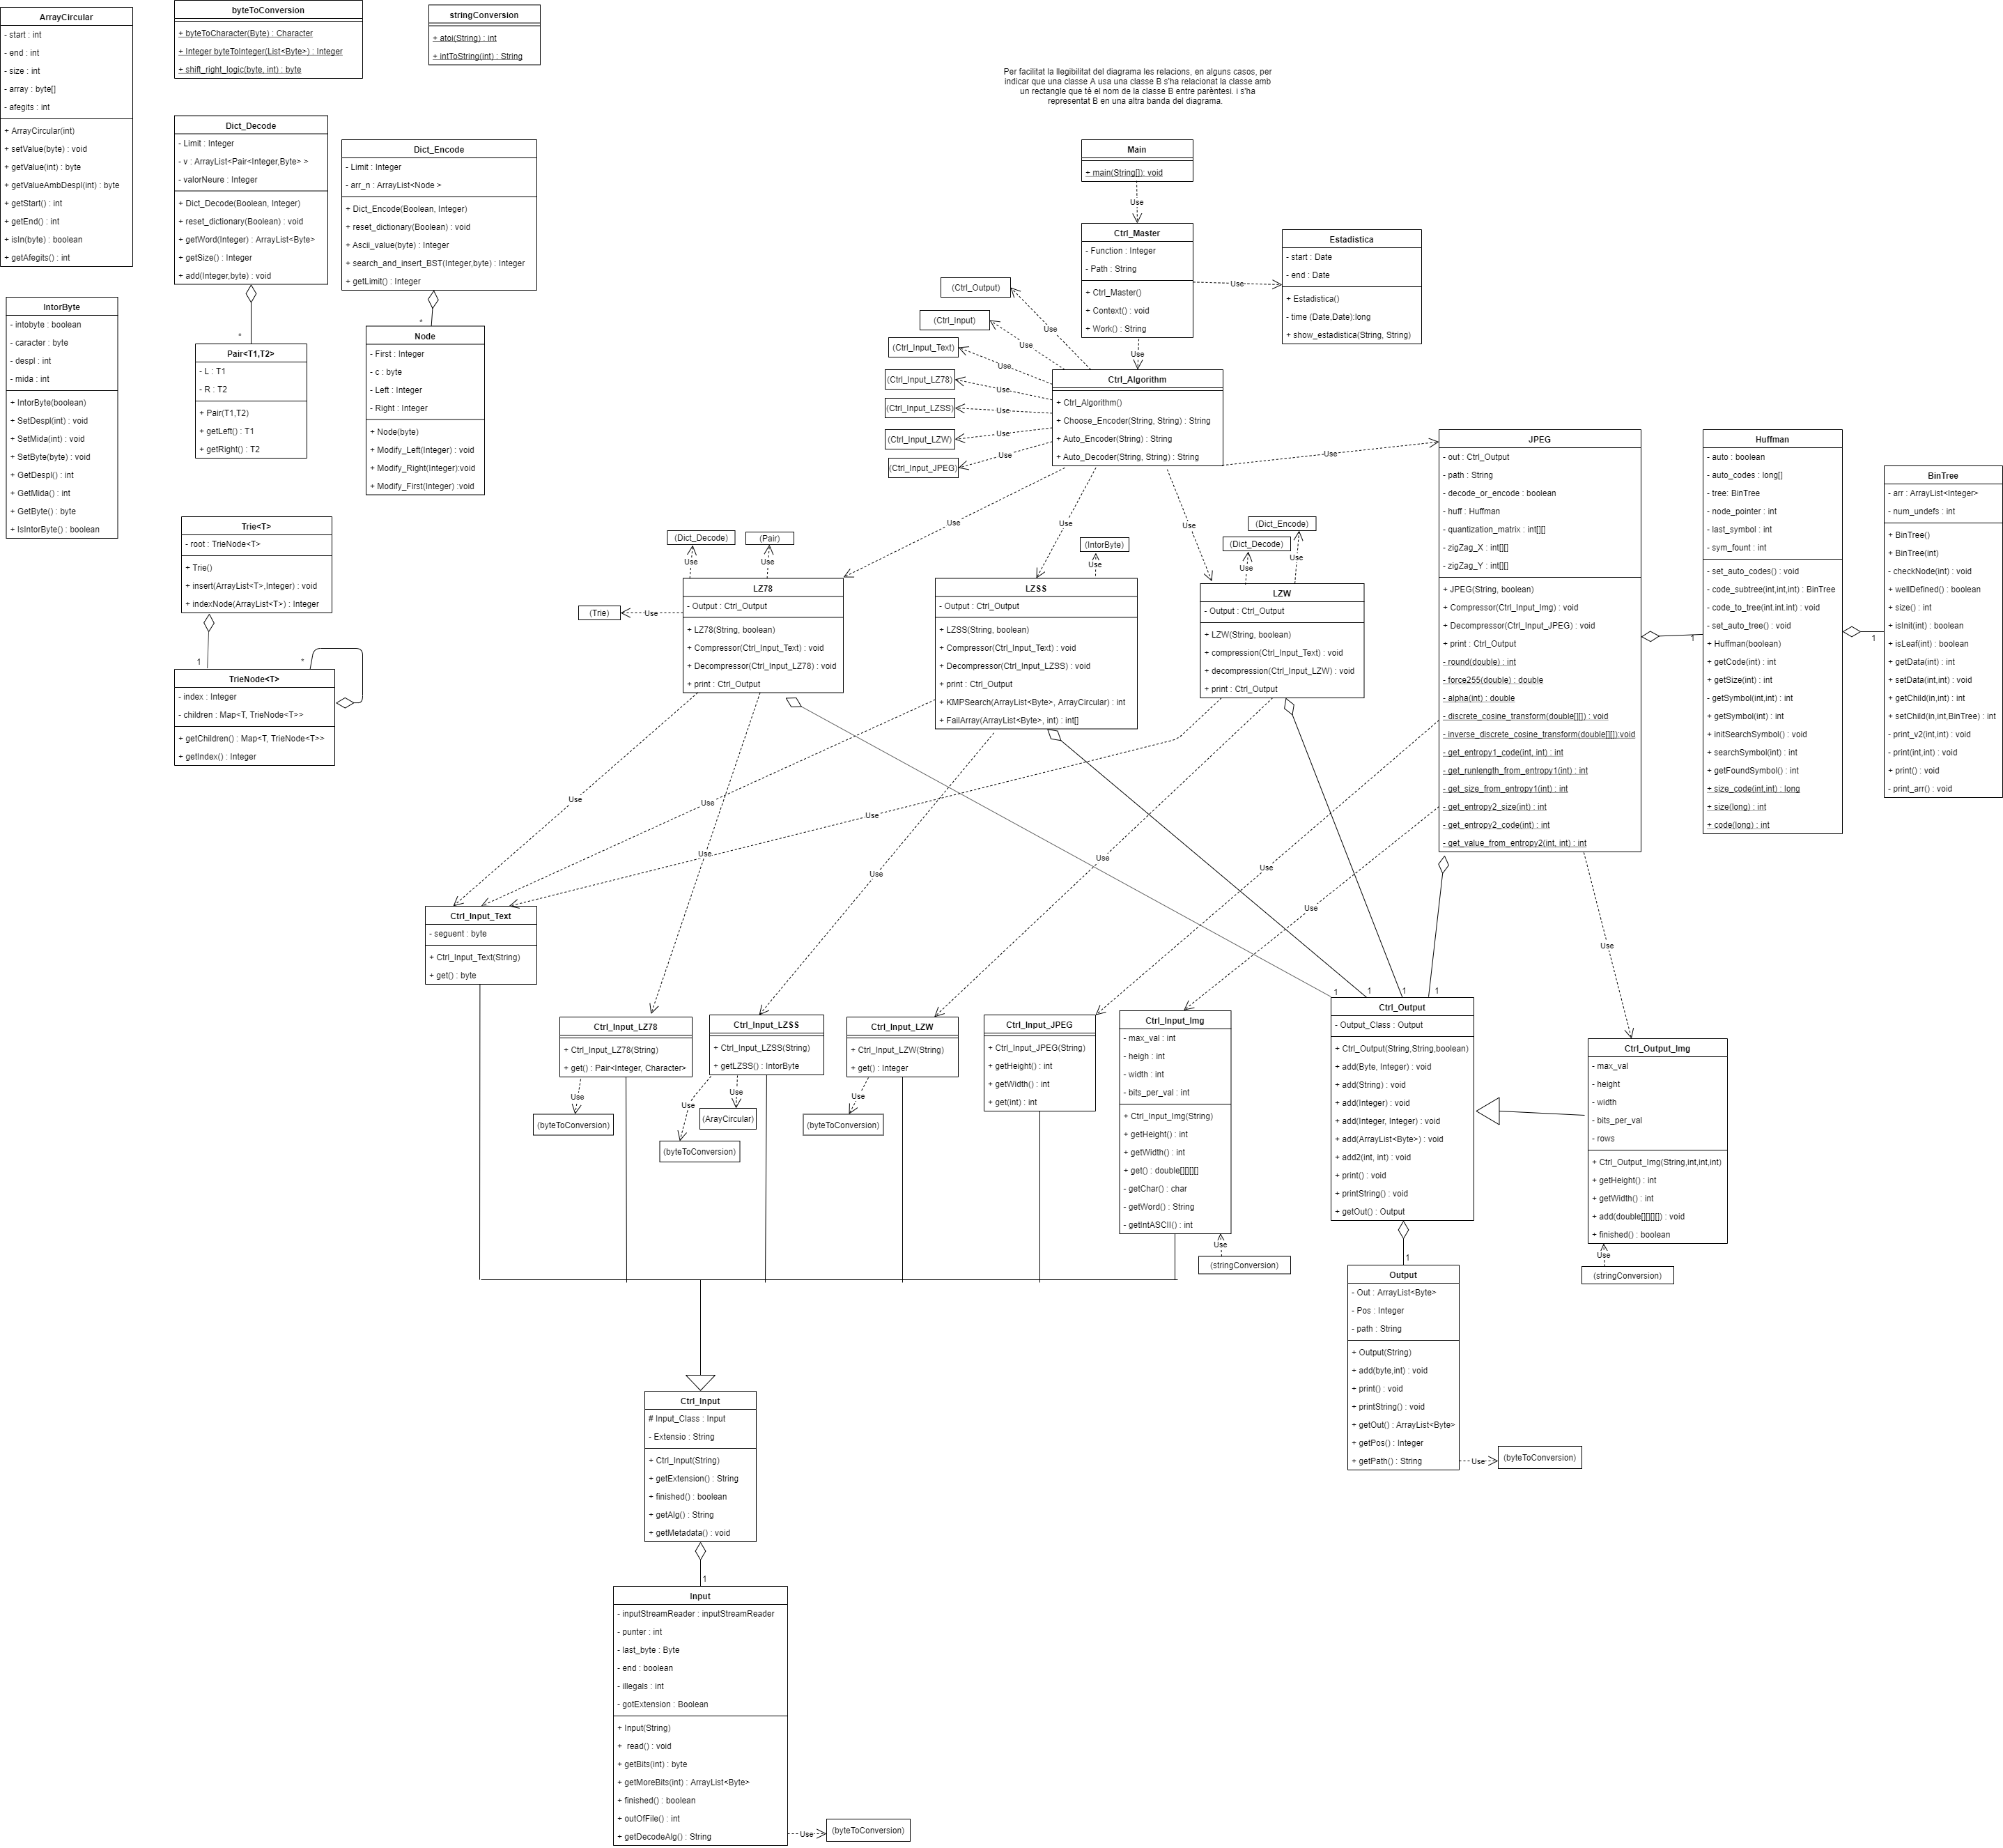 ArrayCircular
- start : int
- end : int
- size : int
- array : byte[]
- afegits : int
+ ArrayCircular(int)
+ setValue(byte) : void
+ getValue(int) : byte
+ getValueAmbDespl(int) : byte
+ getStart() : int
+ getEnd() : int
+ isIn(byte) : boolean
+ getAfegits() : int
byteToConversion
+ byteToCharacter(Byte) : Character
+ Integer byteToInteger(List<Byte>) : Integer
+ shift_right_logic(byte, int) : byte
stringConversion
+ atoi(String) : int
+ intToString(int) : String
Per facilitat la llegibilitat del diagrama les relacions, en alguns casos, per
indicar que una classe A usa una classe B s'ha relacionat la classe amb
un rectangle que té el nom de la classe B entre parèntesi. i s'ha
representat B en una altra banda del diagrama.
Dict_Decode
- Limit : Integer
- v : ArrayList<Pair<Integer,Byte> >
- valorNeure : Integer
+ Dict_Decode(Boolean, Integer)
+ reset_dictionary(Boolean) : void
+ getWord(Integer) : ArrayList<Byte>
+ getSize() : Integer
+ add(Integer,byte) : void
*
Dict_Encode
- Limit : Integer
- arr_n : ArrayList<Node >
+ Dict_Encode(Boolean, Integer)
+ reset_dictionary(Boolean) : void
+ Ascii_value(byte) : Integer
+ search_and_insert_BST(Integer,byte) : Integer
+ getLimit() : Integer
*
IntorByte
- intobyte : boolean
- caracter : byte
- despl : int
- mida : int
+ IntorByte(boolean)
+ SetDespl(int) : void
+ SetMida(int) : void
+ SetByte(byte) : void
+ GetDespl() : int
+ GetMida() : int
+ GetByte() : byte
+ IsIntorByte() : boolean
Pair<T1,T2>
- L : T1
- R : T2
+ Pair(T1,T2)
+ getLeft() : T1
+ getRight() : T2
Node
- First : Integer
- c : byte
- Left : Integer
- Right : Integer
+ Node(byte)
+ Modify_Left(Integer) : void
+ Modify_Right(Integer):void
+ Modify_First(Integer) :void
Trie<T>
- root : TrieNode<T>
+ Trie()
+ insert(ArrayList<T>,Integer) : void
+ indexNode(ArrayList<T>) : Integer
1
*
TrieNode<T>
- index : Integer
- children : Map<T, TrieNode<T>>
+ getChildren() : Map<T, TrieNode<T>>
+ getIndex() : Integer
Main
+ main(String[]): void
Use
Ctrl_Master
- Function : Integer
- Path : String
+ Ctrl_Master()
+ Context() : void
+ Work() : String
Use
Use
Estadistica
- start : Date
- end : Date
+ Estadistica()
- time (Date,Date):long
+ show_estadistica(String, String)
(Ctrl_Output)
(Ctrl_Input)
(Ctrl_Input_Text)
(Ctrl_Input_LZ78)
(Ctrl_Input_LZSS)
(Ctrl_Input_LZW)
(Ctrl_Input_JPEG)
Use
Use
Use
Use
Use
Use
Use
Ctrl_Algorithm
+ Ctrl_Algorithm()
+ Choose_Encoder(String, String) : String
+ Auto_Encoder(String) : String
+ Auto_Decoder(String, String) : String
Use
Use
Use
Use
JPEG
- out : Ctrl_Output
- path : String
- decode_or_encode : boolean
- huff : Huffman
- quantization_matrix : int[][]
- zigZag_X : int[][]
- zigZag_Y : int[][]
+ JPEG(String, boolean)
+ Compressor(Ctrl_Input_Img) : void
+ Decompressor(Ctrl_Input_JPEG) : void
+ print : Ctrl_Output
- round(double) : int
- force255(double) : double
- alpha(int) : double
- discrete_cosine_transform(double[][]) : void
- inverse_discrete_cosine_transform(double[][]):void
- get_entropy1_code(int, int) : int
- get_runlength_from_entropy1(int) : int
- get_size_from_entropy1(int) : int
- get_entropy2_size(int) : int
- get_entropy2_code(int) : int
- get_value_from_entropy2(int, int) : int
1
Huffman
- auto : boolean
- auto_codes : long[]
- tree: BinTree
- node_pointer : int
- last_symbol : int
- sym_fount : int
- set_auto_codes() : void
- code_subtree(int,int,int) : BinTree
- code_to_tree(int.int.int) : void
- set_auto_tree() : void
+ Huffman(boolean)
+ getCode(int) : int
+ getSize(int) : int
- getSymbol(int,int) : int
+ getSymbol(int) : int
+ initSearchSymbol() : void
+ searchSymbol(int) : int
+ getFoundSymbol() : int
+ size_code(int,int) : long
+ size(long) : int
+ code(long) : int
1
BinTree
- arr : ArrayList<Integer>
- num_undefs : int
+ BinTree()
+ BinTree(int)
- checkNode(int) : void
+ wellDefined() : boolean
+ size() : int
+ isInit(int) : boolean
+ isLeaf(int) : boolean
+ getData(int) : int
+ setData(int,int) : void
+ getChild(in,int) : int
+ setChild(in,int,BinTree) : int
- print_v2(int,int) : void
- print(int,int) : void
+ print() : void
- print_arr() : void
(Dict_Decode)
(Pair)
(Trie)
Use
Use
Use
LZ78
- Output : Ctrl_Output
+ LZ78(String, boolean)
+ Compressor(Ctrl_Input_Text) : void
+ Decompressor(Ctrl_Input_LZ78) : void
+ print : Ctrl_Output
(IntorByte)
Use
LZSS
- Output : Ctrl_Output
+ LZSS(String, boolean)
+ Compressor(Ctrl_Input_Text) : void
+ Decompressor(Ctrl_Input_LZSS) : void
+ print : Ctrl_Output
+ KMPSearch(ArrayList<Byte>, ArrayCircular) : int
+ FailArray(ArrayList<Byte>, int) : int[]
(Dict_Encode)
(Dict_Decode)
Use
Use
LZW
- Output : Ctrl_Output
+ LZW(String, boolean)
+ compression(Ctrl_Input_Text) : void
+ decompression(Ctrl_Input_LZW) : void
+ print : Ctrl_Output
Use
Use
Use
Use
Use
Use
Use
Use
Use
Ctrl_Input_Text
- seguent : byte
+ Ctrl_Input_Text(String)
+ get() : byte
Ctrl_Input_LZ78
+ Ctrl_Input_LZ78(String)
+ get() : Pair<Integer, Character>
Use
(byteToConversion)
Ctrl_Input_LZSS
+ Ctrl_Input_LZSS(String)
+ getLZSS() : IntorByte
Use
Use
(ArayCircular)
(byteToConversion)
Ctrl_Input_LZW
+ Ctrl_Input_LZW(String)
+ get() : Integer
Use
(byteToConversion)
Ctrl_Input_JPEG
+ Ctrl_Input_JPEG(String)
+ getHeight() : int
+ getWidth() : int
+ get(int) : int
Ctrl_Input_Img
- max_val : int
- heigh : int
- width : int
- bits_per_val : int
+ Ctrl_Input_Img(String)
+ getHeight() : int
+ getWidth() : int
+ get() : double[][][][]
- getChar() : char
- getWord() : String
- getIntASCII() : int
Use
(stringConversion)
1
1
1
1
Ctrl_Output
- Output_Class : Output
+ Ctrl_Output(String,String,boolean)
+ add(Byte, Integer) : void
+ add(String) : void
+ add(Integer) : void
+ add(Integer, Integer) : void
+ add(ArrayList<Byte>) : void
+ add2(int, int) : void
+ print() : void
+ printString() : void
+ getOut() : Output
1
Ctrl_Output_Img
- max_val
- height
- width
- bits_per_val
- rows
+ Ctrl_Output_Img(String,int,int,int)
+ getHeight() : int
+ getWidth() : int
+ add(double[][][][]) : void
+ finished() : boolean
Use
(stringConversion)
Output
- Out : ArrayList<Byte>
- Pos : Integer
- path : String
+ Output(String)
+ add(byte,int) : void
+ print() : void
+ printString() : void
+ getOut() : ArrayList<Byte>
+ getPos() : Integer
+ getPath() : String
Use
(byteToConversion)
Ctrl_Input
# Input_Class : Input
- Extensio : String
+ Ctrl_Input(String)
+ getExtension() : String
+ finished() : boolean
+ getAlg() : String
+ getMetadata() : void
1
Input
- inputStreamReader : inputStreamReader
- punter : int
- last_byte : Byte
- end : boolean
- illegals : int
- gotExtension : Boolean
+ Input(String)
+ read() : void
+ getBits(int) : byte
+ getMoreBits(int) : ArrayList<Byte>
+ finished() : boolean
+ outOfFile() : int
+ getDecodeAlg() : String
Use
(byteToConversion)